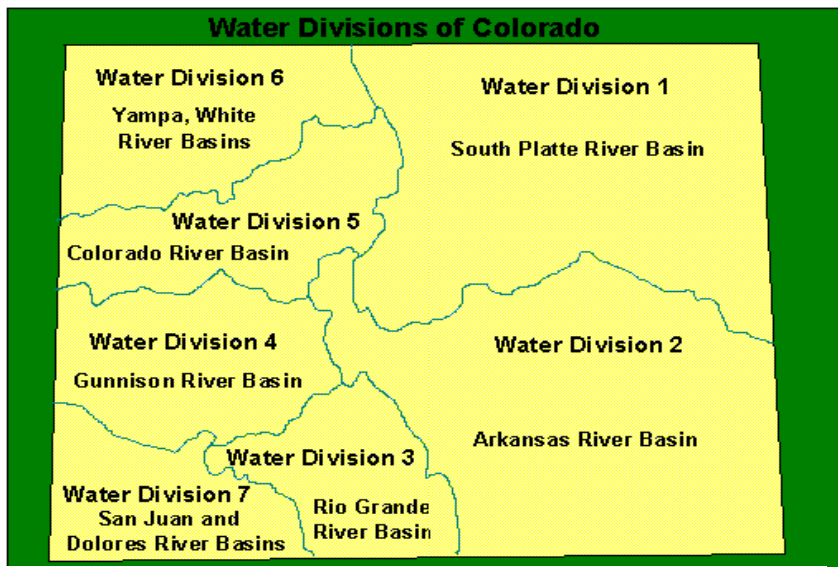 Water Divisions of Colorado
Water Division 6
Yampa, White
River Basins
Water Division 1
South Platte River Basin
Water Division 5
Colorado River Basin
Water Division 4
Gunnison River Basin
Water Division 2
Arkansas River Basin
Water Division 3
Rio Grande
River Basin
Water Division 7
San Juan and
Dolores River Basins